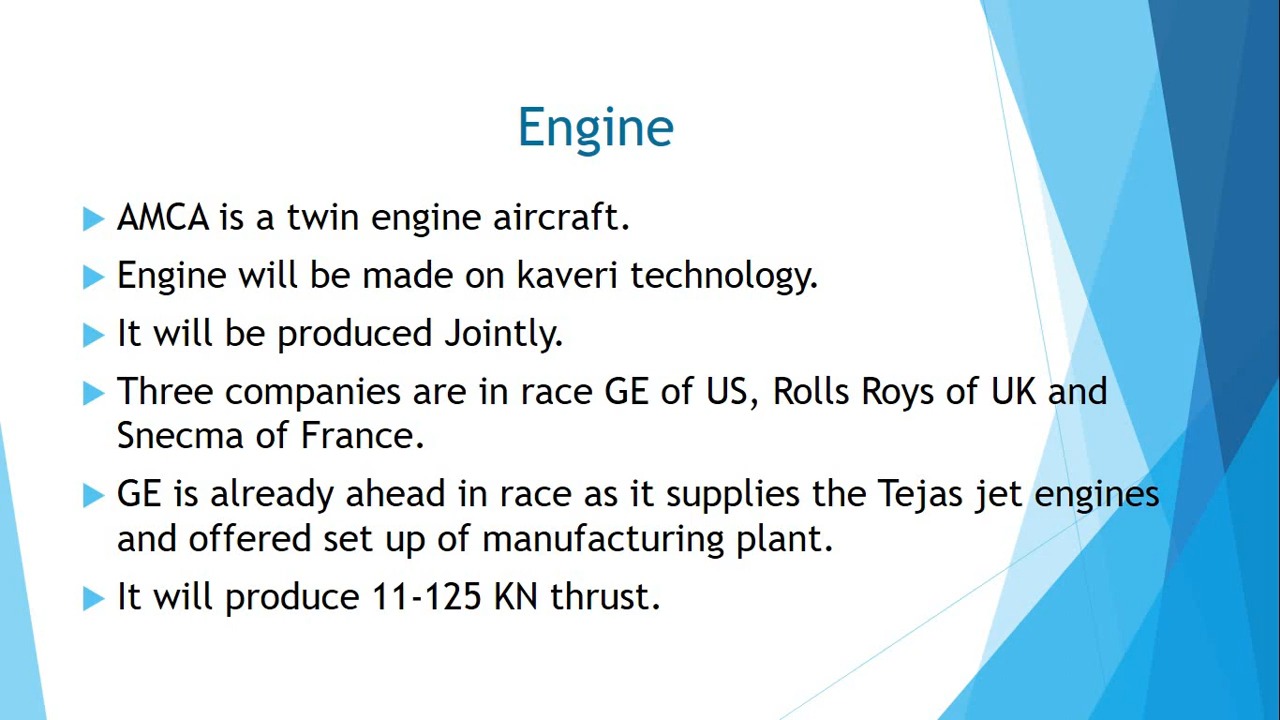 Engine
AMCA is a twin engine aircraft.
Engine will be made on kaveri technology.
It will be produced Jointly.
Three companies are in race GE of US, Rolls Roys of UK and
Snecma of France.
GE is already ahead in race as it supplies the Tejas jet engines
and offered set up of manufacturing plant.
It will produce 11-125 KN thrust.